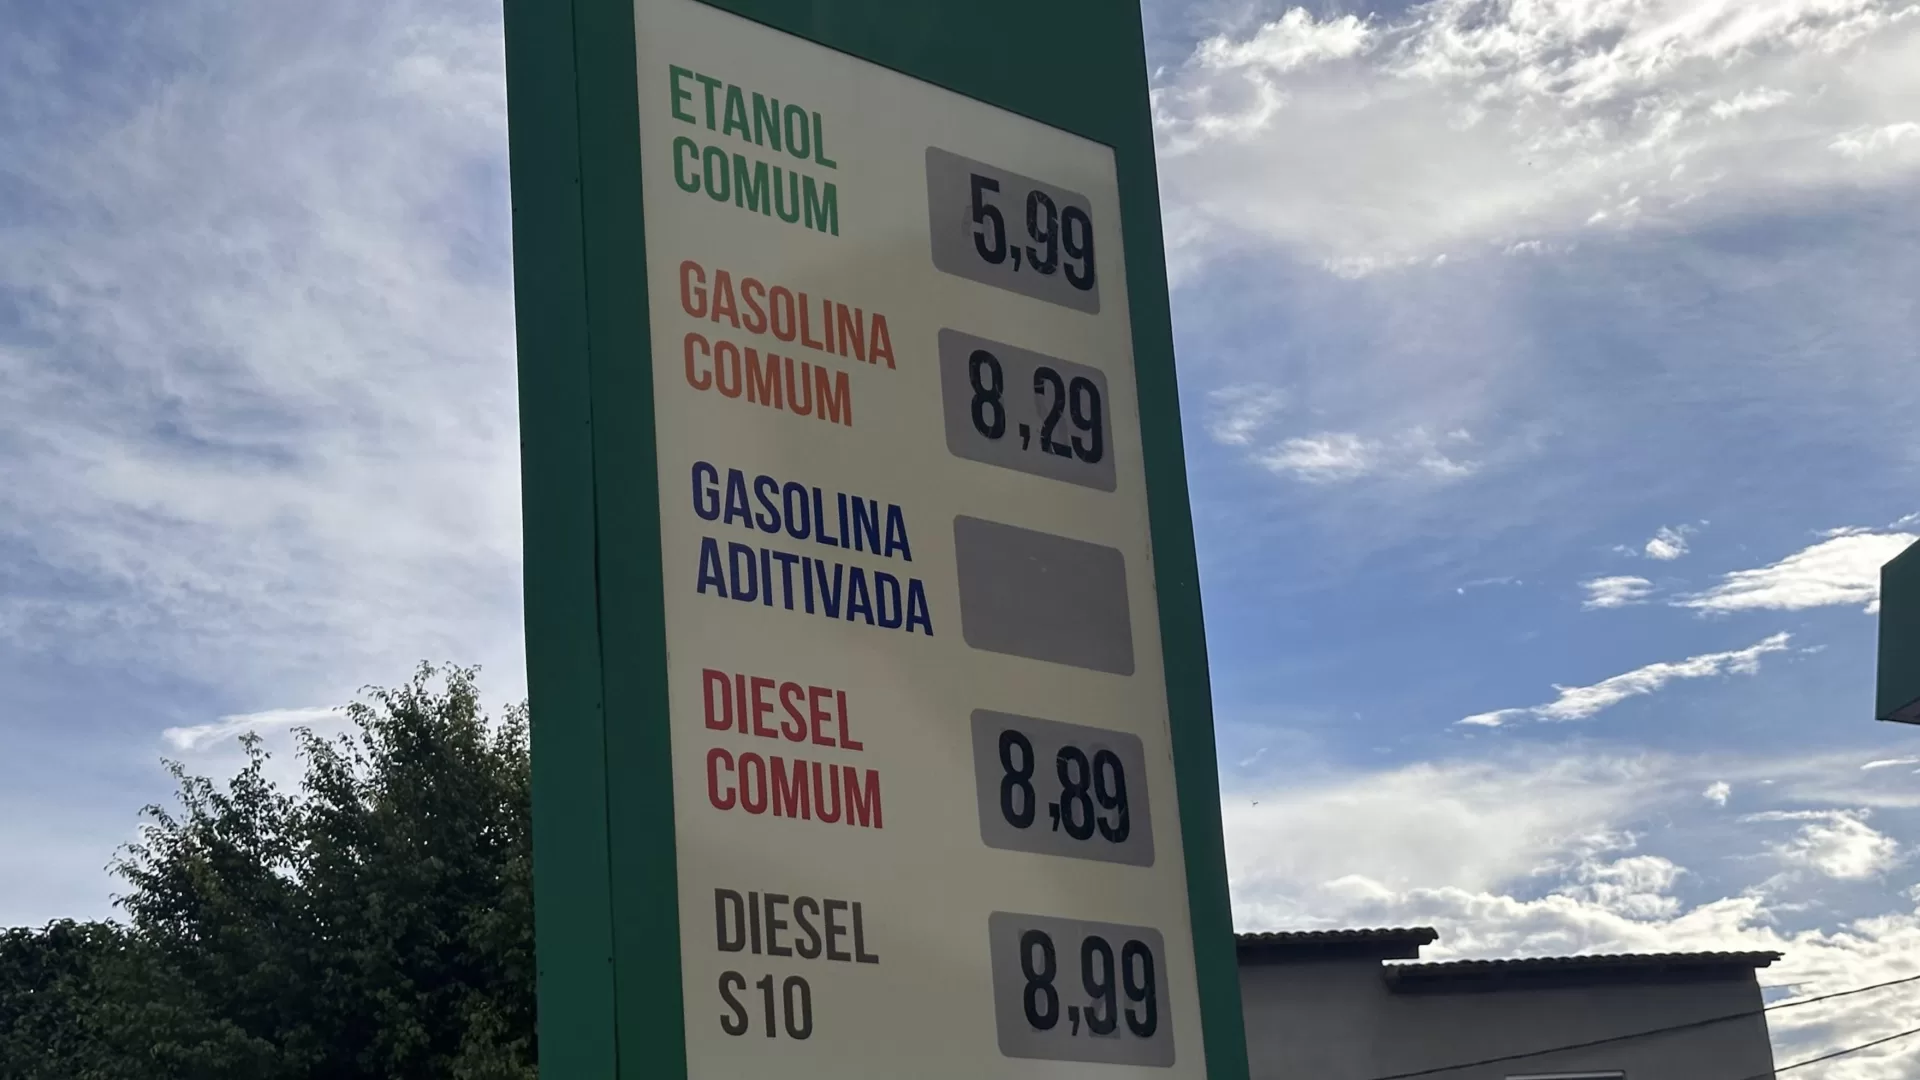 ETANOL
COMUM
5,99
GASOLINA
COMUM
8,29
GASOLINA
ADITIVADA
DIESEL
COMUM
8,89
DIESEL
S10
8,99